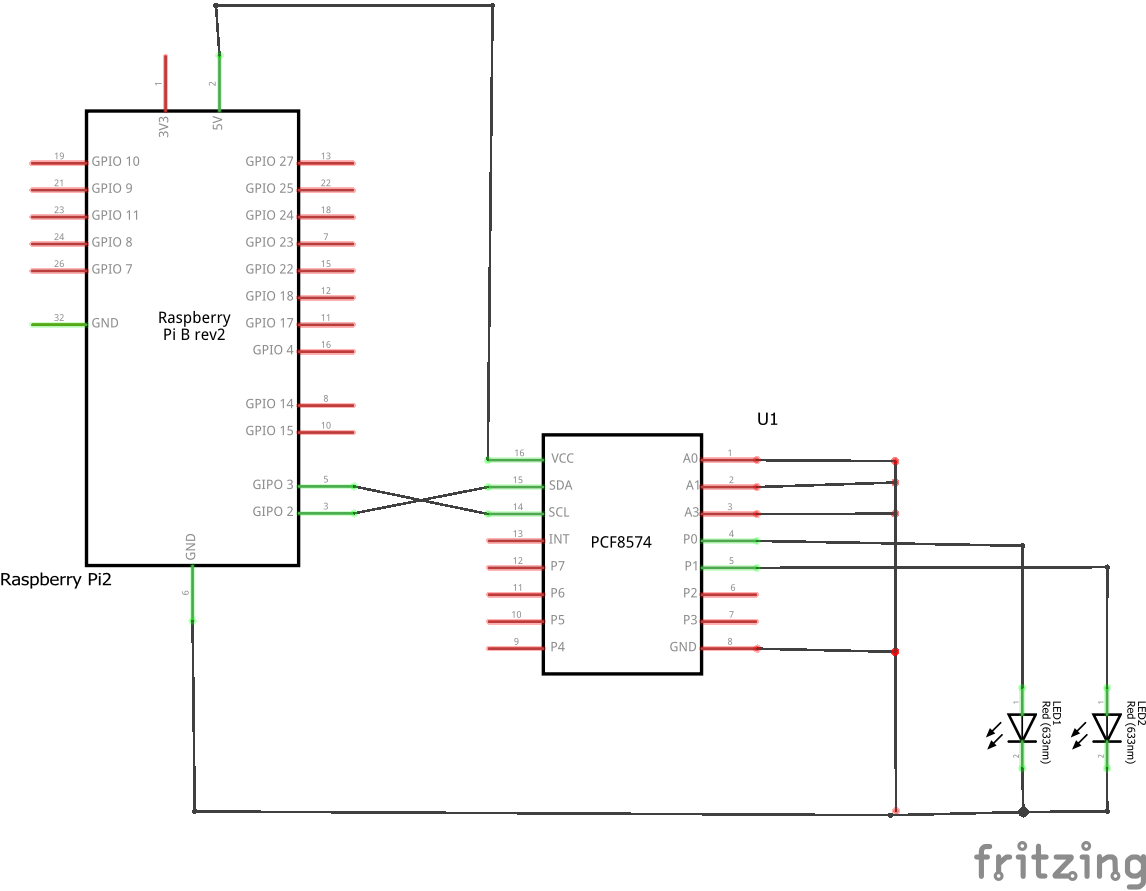 1
2
3V3
5V
19 GPIO 10 GPIO 27 13
21 GPIO 9 GPIO 25 22
23 GPIO 11 GPIO 24 18
24 GPIO 8 GPIO 23 7
26 GPIO 7 GPIO 22 15
GPIO 18 12
32 GND GPIO 17 11
Raspberry
Pi B rev2
GPIO 4 16
GPIO 14 8
GPIO 15 10
GIPO 3 5
GIPO 2 3
GND
6
Raspberry Pi2
U1
16 VCC A0 1
15 SDA A1 2
14 SCL A3 3
13 INT P0 4
PCF8574
12 P7 P1 5
11 P6 P2 6
10 P5 P3 7
9 P4 GND 8
1
LED1
Red (633nm)
2
1
LED2
Red (633nm)
2
fritzing